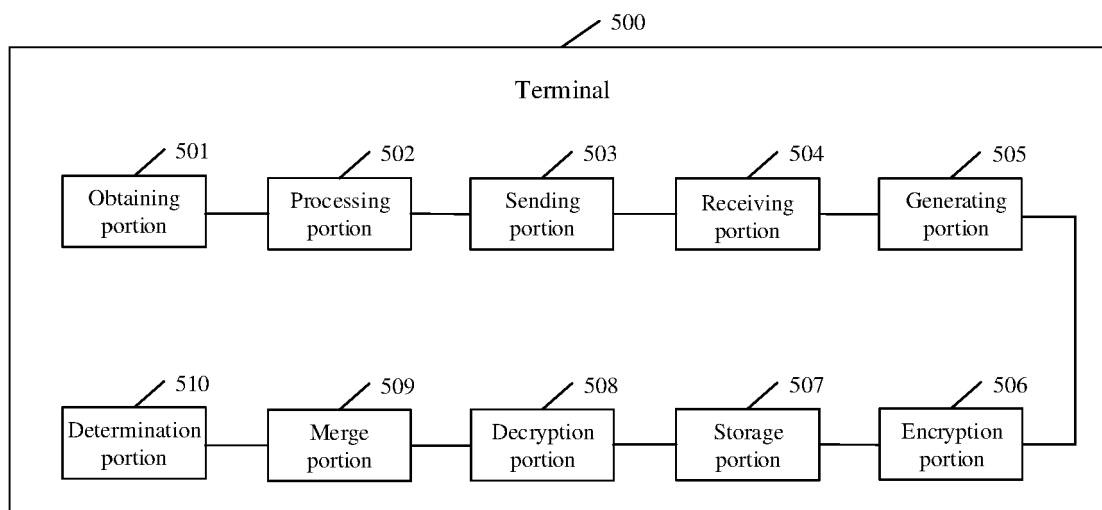 500
Terminal
501
502
503
504
505
Obtaining
portion
Processing
portion
Sending
portion
Receiving
portion
Generating
portion
510
509
508
507
506
Determination
portion
Merge
portion
Decryption
portion
Storage
portion
Encryption
portion